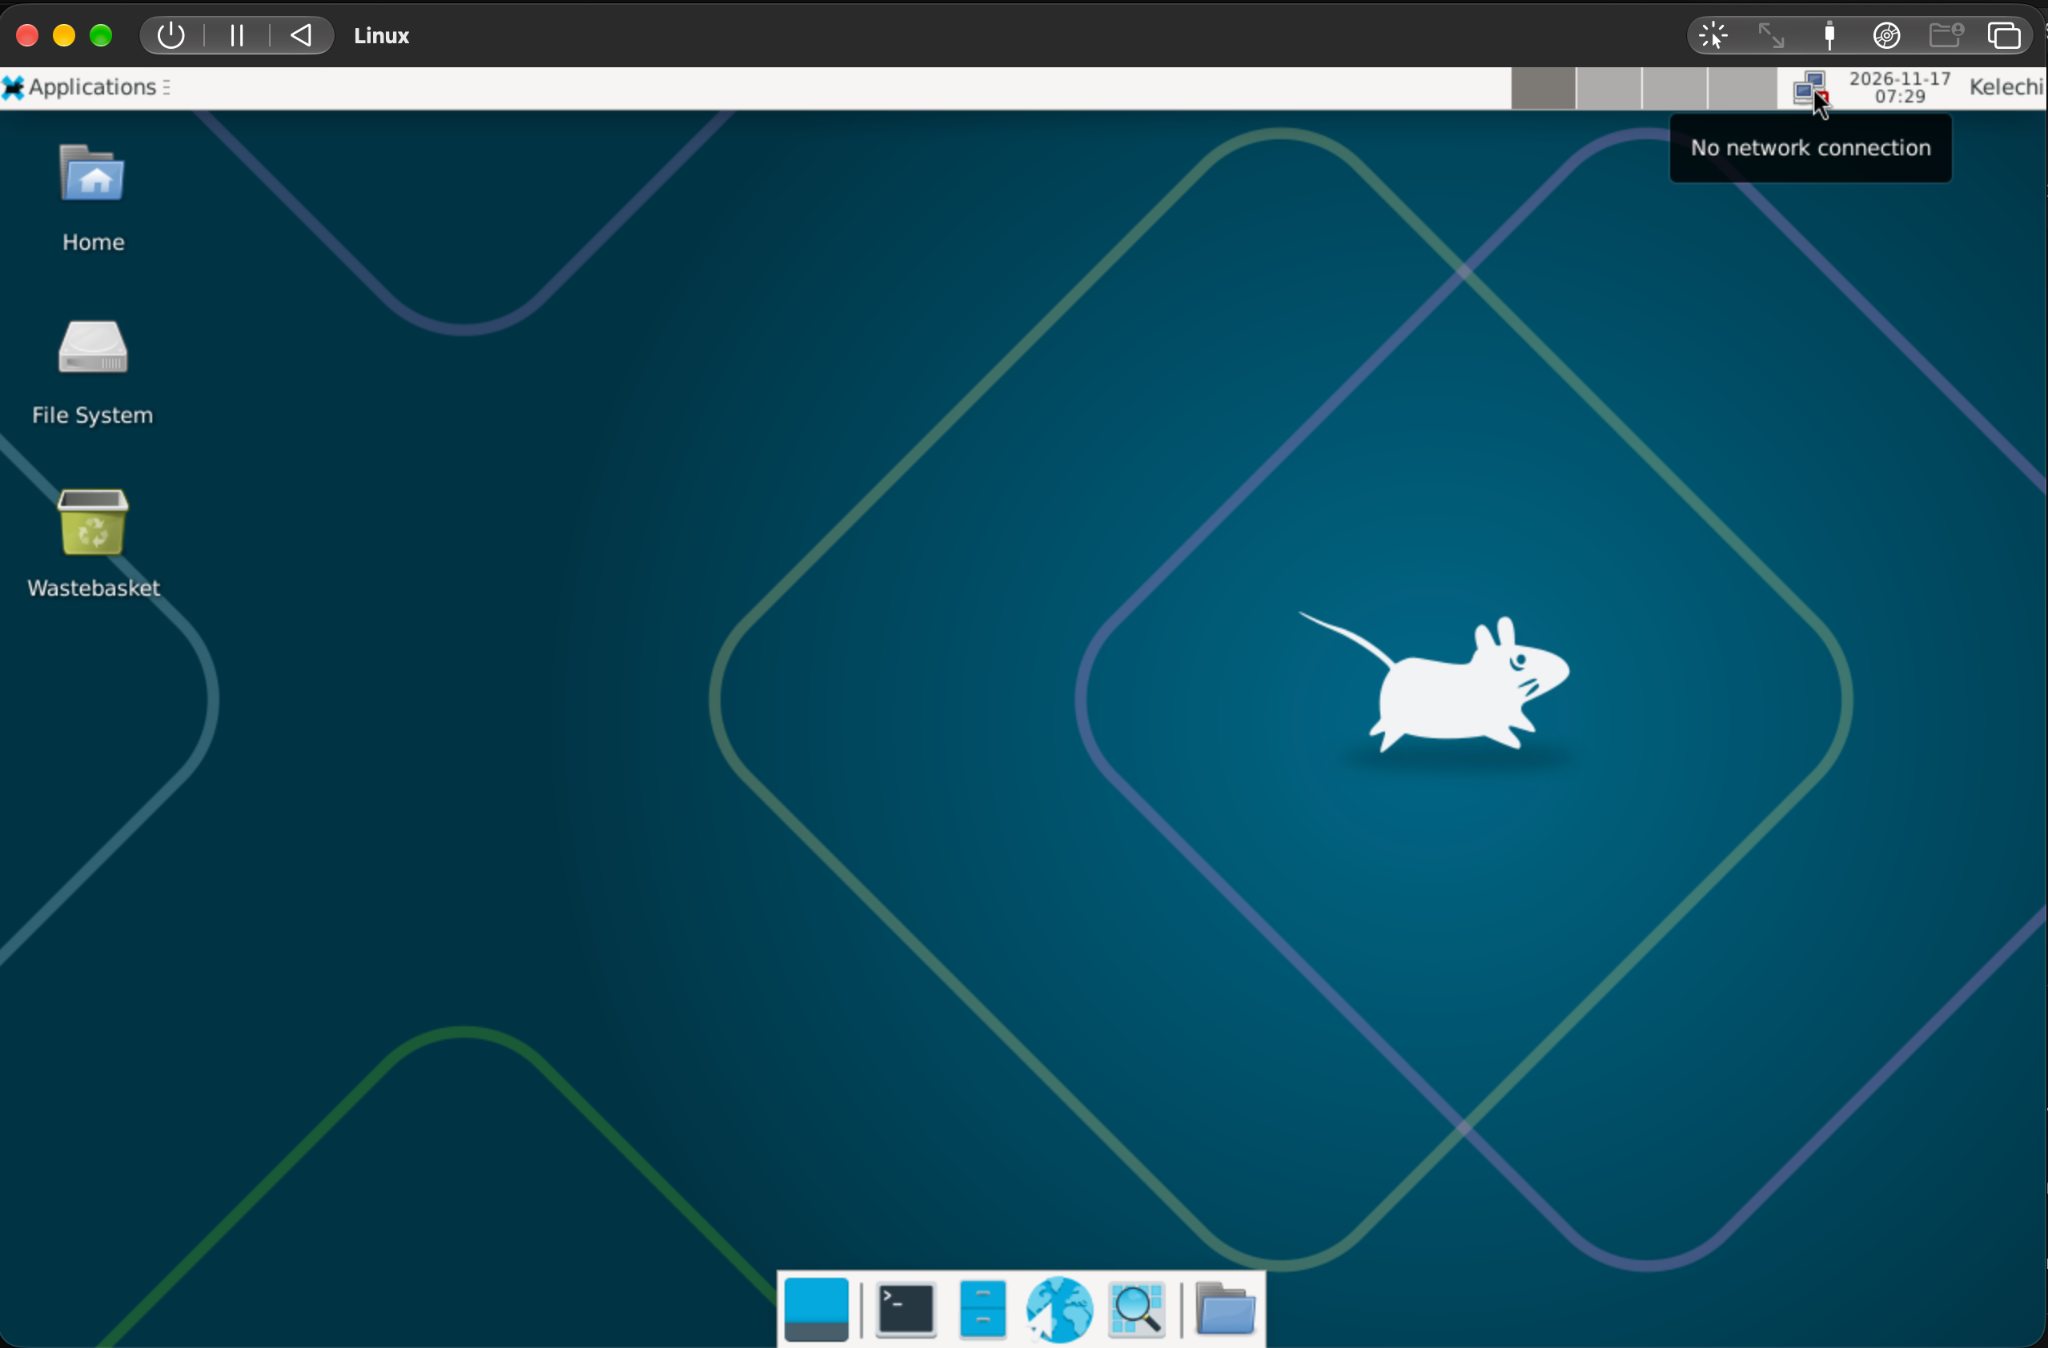 Linux
Applications
2026-11-17
07:29
Kelechi
No network connection
Home
File System
Wastebasket
>_